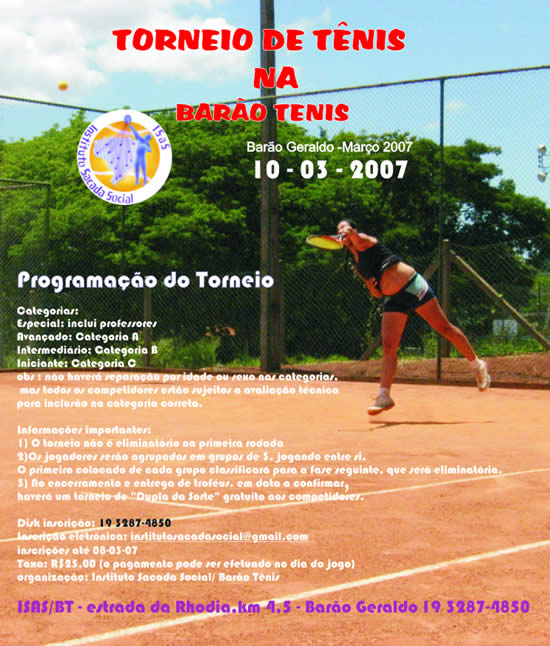 TORNEIO DE TÊNIS
NA
BARÃO TENIS
ISaS
Instituto Sacada Social
Barão Geraldo -Março 2007
10 - 03 - 2007
Programação do Torneio
Categorias:
Especial: inclui professores
Avançado: Categoria A
Intermediário: Categoria B
Iniciante: Categoria C
obs : não haverá separação por idade ou sexo nas categorias.
mas todos os competidores estão sujeitos a avaliação técnica
para inclusão na categoria correta.
Informações importantes:
1) O torneio não é eliminatório na primeira rodada
2)Os jogadores serão agrupados em grupos de 3. jogando entre si.
O primeiro colocado de cada grupo classificará para a fase seguinte. que será eliminatória.
3) No encerramento e entrega de troféus. em data a confirmar,
haverá um torneio de "Dupla da Sorte" gratuito aos competidores.
Disk inscrição: 19 3287-4850
Inscrição eletrônica: institutosacadasocial@gmail.com
inscrições até 08-03-07
Taxa: R$25.00 (o pagamento pode ser efetuado no dia do jogo)
organização: Instituto Sacada Social/ Barão Tênis
ISAS/BT - estrada da Rhodia,km 4,5 - Barão Geraldo 19 3287-4850